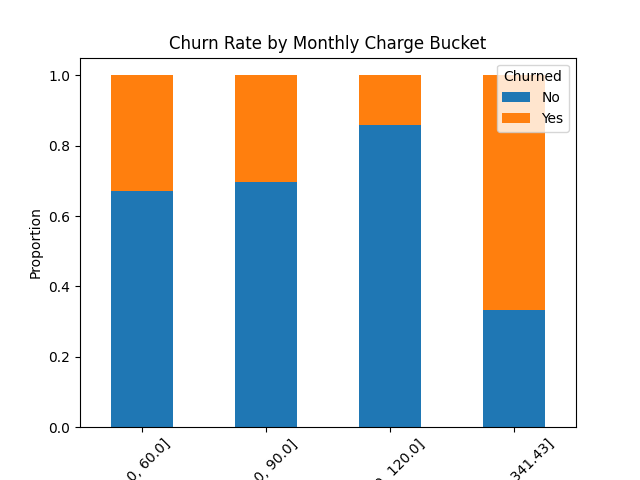 Churn Rate by Monthly Charge Bucket
Churned
No
Yes
Proportion
1.0
0.8
0.6
0.4
0.2
0.0
0, 60.0]
0, 90.0]
120.0]
341.43]